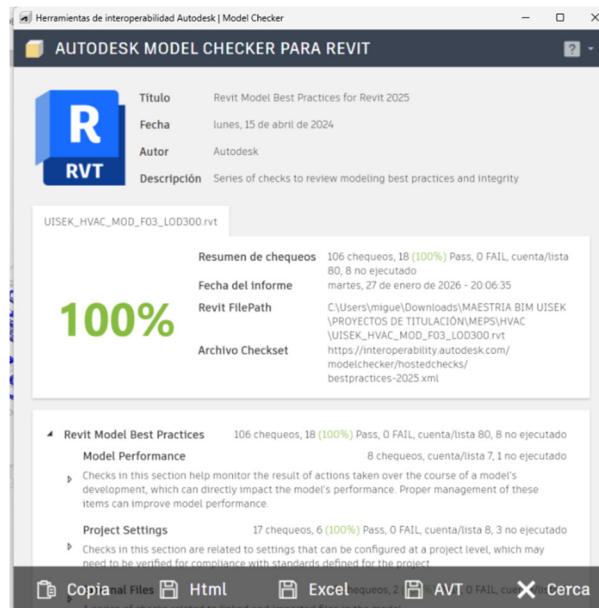 Herramientas de interoperabilidad Autodesk | Model Checker
AUTODESK MODEL CHECKER PARA REVIT
?
R
RVT
Título Revit Model Best Practices for Revit 2025
Fecha lunes, 15 de abril de 2024
Autor Autodesk
Descripción Series of checks to review modeling best practices and integrity
UISEK_HVAC_MOD_F03_LOD300.rvt
100%
Resumen de chequeos 106 chequeos, 18 (100%) Pass, 0 FAIL, cuenta/lista
80, 8 no ejecutado
Fecha del informe martes, 27 de enero de 2026 - 20:06:35
Revit FilePath C:\Users\migue\Downloads\MAESTRIA BIM UISEK
\PROYECTOS DE TITULACIÓN\MEPS\HVAC
\UISEK_HVAC_MOD_F03_LOD300.rvt
Archivo Checkset https://interoperability.autodesk.com/
modelchecker/hostedchecks/
bestpractices-2025.xml
Revit Model Best Practices 106 chequeos, 18 (100%) Pass, 0 FAIL, cuenta/lista 80, 8 no ejecutado
Model Performance 8 chequeos, cuenta/lista 7, 1 no ejecutado
Checks in this section help monitor the result of actions taken over the course of a model's
development, which can directly impact the model's performance. Proper management of these
items can improve model performance.
Project Settings 17 chequeos, 6 (100%) Pass, 0 FAIL, cuenta/lista 8, 3 no ejecutado
Checks in this section are related to settings that can be configured at a project level, which may
need to be verified for compliance with standards defined for the project.
Copia Html Excel AVT Cerca